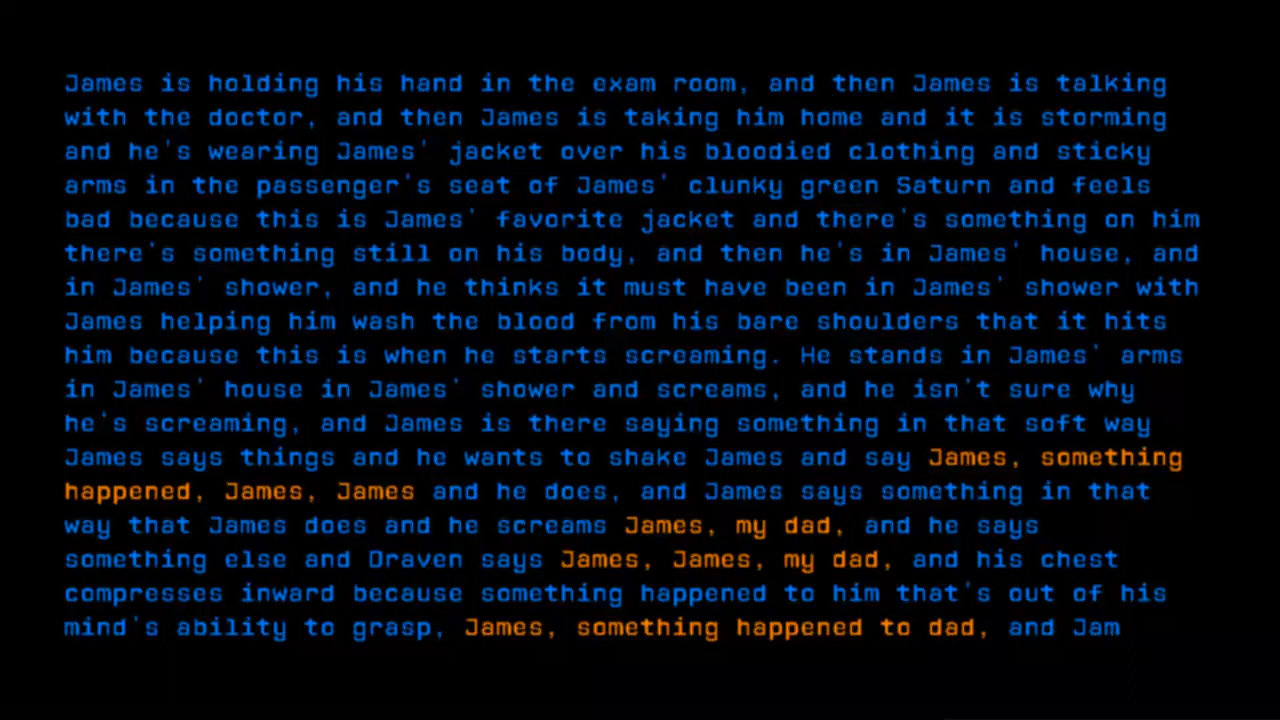 James is holding his hand in the exam room, and then James is talking
with the doctor, and then James is taking him home and it is storming
and he's wearing James' jacket over his bloodied clothing and sticky
arms in the passenger's seat of James' clunky green Saturn and feels
bad because this is James' favorite jacket and there's something on him
there's something still on his body, and then he's in James' house, and
in James' shower, and he thinks it must have been in James' shower with
James helping him wash the blood from his bare shoulders that it hits
him because this is when he starts screaming. He stands in James' arms
in James' house in James' shower and screams, and he isn't sure why
he's screaming, and James is there saying something in that soft way
James says things and he wants to shake James and say James, something
happened, James, James and he does, and James says something in that
way that James does and he screams James, my dad, and he says
something else and Draven says James, James, my dad, and his chest
compresses inward because something happened to him that's out of his
mind's ability to grasp, James, something happened to dad, and Jam